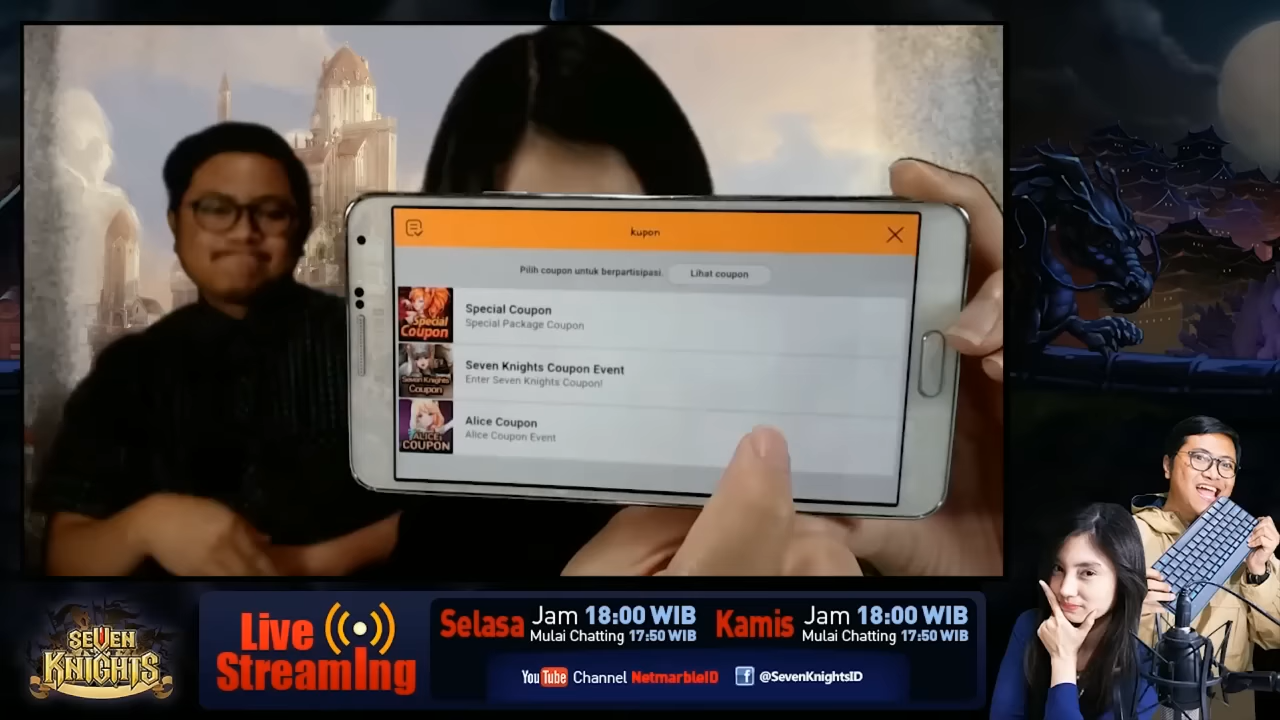 kupon
Pilih coupon untuk berpartisipasi. Lihat coupon
Special Coupon
Special Coupon
Special Package Coupon
Seven Knights Coupon
Seven Knights Coupon Event
Enter Seven Knights Coupon!
ALICE COUPON
Alice Coupon
Alice Coupon Event
SEVEN KNIGHTS
Live StreamIng
Selasa Jam 18:00 WIB
Mulai Chatting 17:50 WIB
Kamis Jam 18:00 WIB
Mulai Chatting 17:50 WIB
YouTube Channel NetmarbleID
f @SevenKnightsID